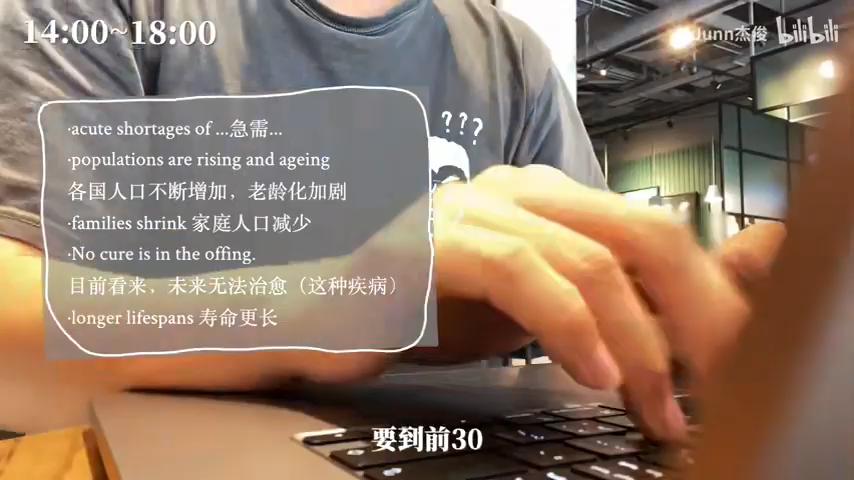 14:00~18:00
Junn杰俊 bilibili
???
·acute shortages of ...急需...
·populations are rising and ageing
各国人口不断增加，老龄化加剧
·families shrink 家庭人口减少
·No cure is in the offing.
目前看来，未来无法治愈（这种疾病）
·longer lifespans 寿命更长
要到前30